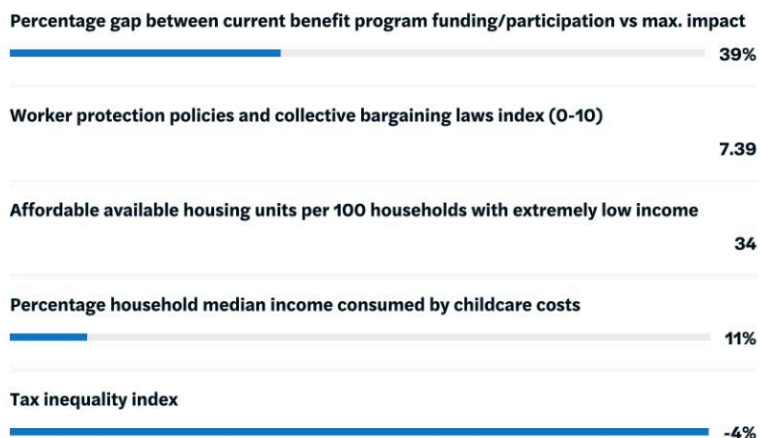 Percentage gap between current benefit program funding/participation vs max. impact
39%
Worker protection policies and collective bargaining laws index (0-10)
7.39
Affordable available housing units per 100 households with extremely low income
34
Percentage household median income consumed by childcare costs
11%
Tax inequality index
-4%